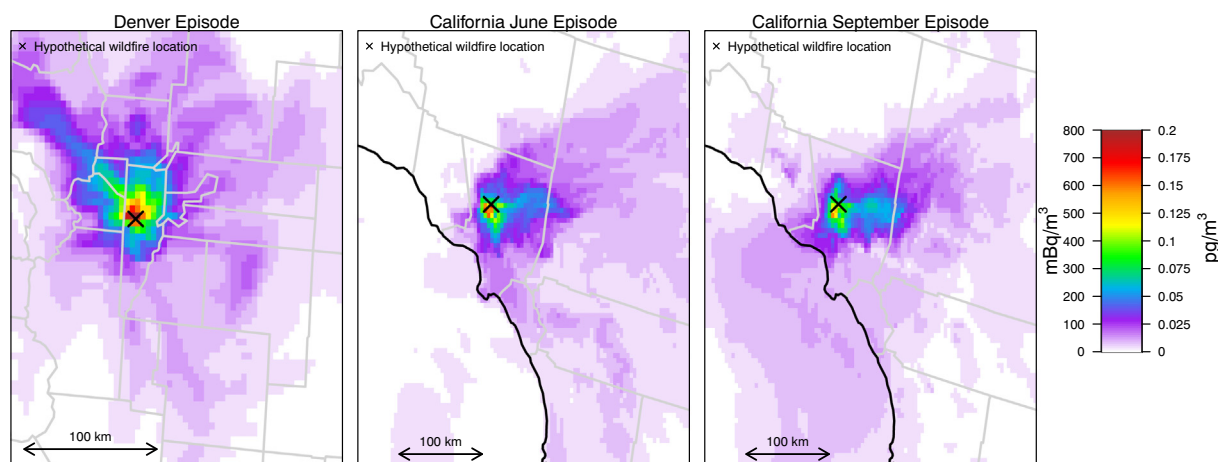 Denver Episode
California June Episode
California September Episode
× Hypothetical wildfire location
× Hypothetical wildfire location
× Hypothetical wildfire location
100 km
100 km
100 km
800
700
600
500
400
300
200
100
0
mBq/m³
0.2
0.175
0.15
0.125
0.1
0.075
0.05
0.025
0
pg/m³